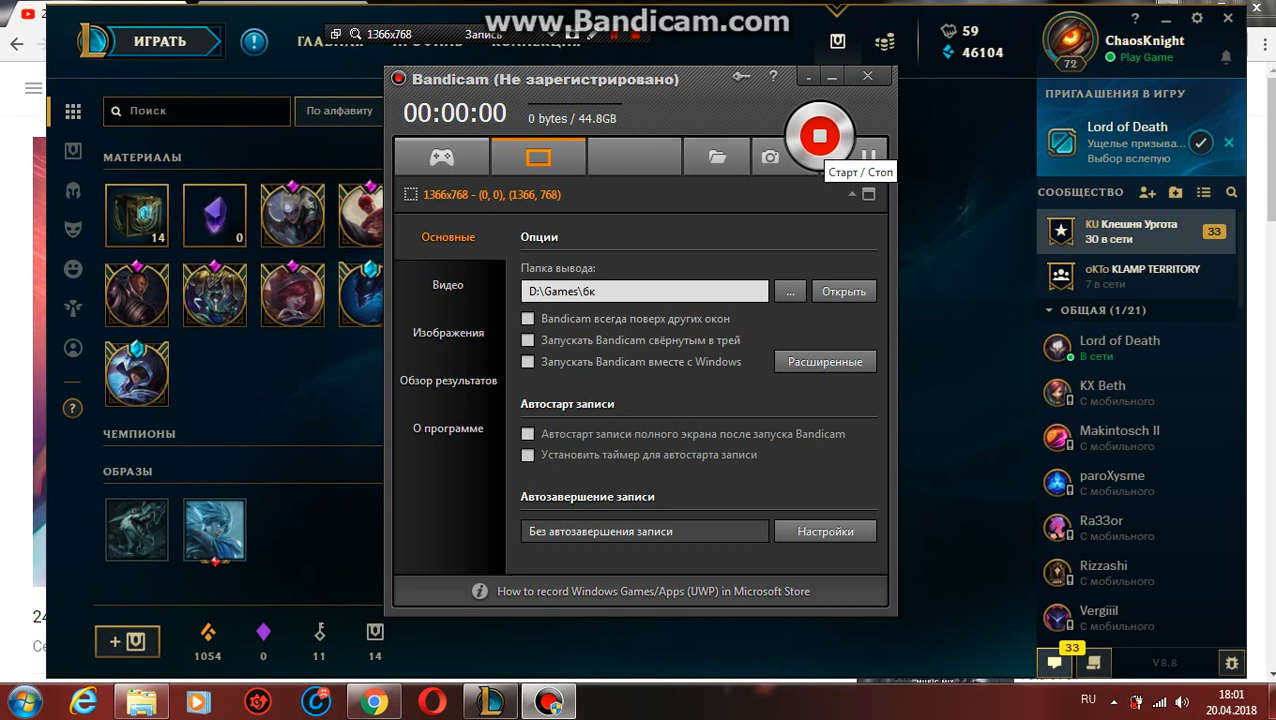 www.Bandicam.com
ИГРАТЬ
1366x768
Запись
59
46104
72
ChaosKnight
Play Game
Bandicam (Не зарегистрировано)
00:00:00
0 bytes / 44.8GB
Старт / Стоп
1366x768 - (0, 0), (1366, 768)
Поиск
По алфавиту
МАТЕРИАЛЫ
14
0
ЧЕМПИОНЫ
ОБРАЗЫ
1054
0
11
14
Основные
Видео
Изображения
Обзор результатов
О программе
Опции
Папка вывода:
D:\Games\бк
...
Открыть
Bandicam всегда поверх других окон
Запускать Bandicam свёрнутым в трей
Запускать Bandicam вместе с Windows
Расширенные
Автостарт записи
Автостарт записи полного экрана после запуска Bandicam
Установить таймер для автостарта записи
Автозавершение записи
Без автозавершения записи
Настройки
How to record Windows Games/Apps (UWP) in Microsoft Store
ПРИГЛАШЕНИЯ В ИГРУ
Lord of Death
Ущелье призыва...
Выбор вслепую
СООБЩЕСТВО
KU Клешня Ургота
30 в сети
33
oKTo KLAMP TERRITORY
7 в сети
ОБЩАЯ (1/21)
Lord of Death
В сети
KX Beth
С мобильного
Makintosch II
С мобильного
paroXysme
С мобильного
Ra33or
С мобильного
Rizzashi
С мобильного
Vergiiil
С мобильного
33
V8.8
RU
18:01
20.04.2018